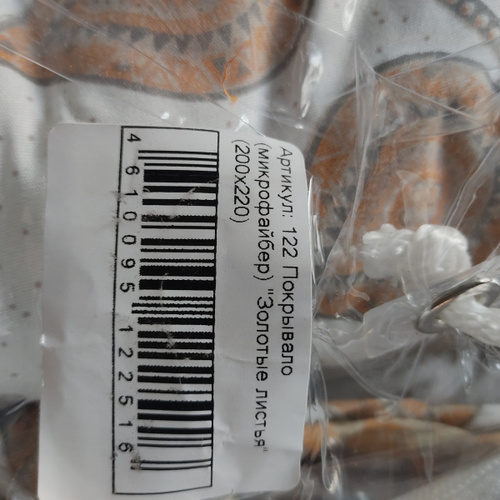 Артикул: 122 Покрывало
(микрофайбер) "Золотые листья"
(200х220)
4610095122516